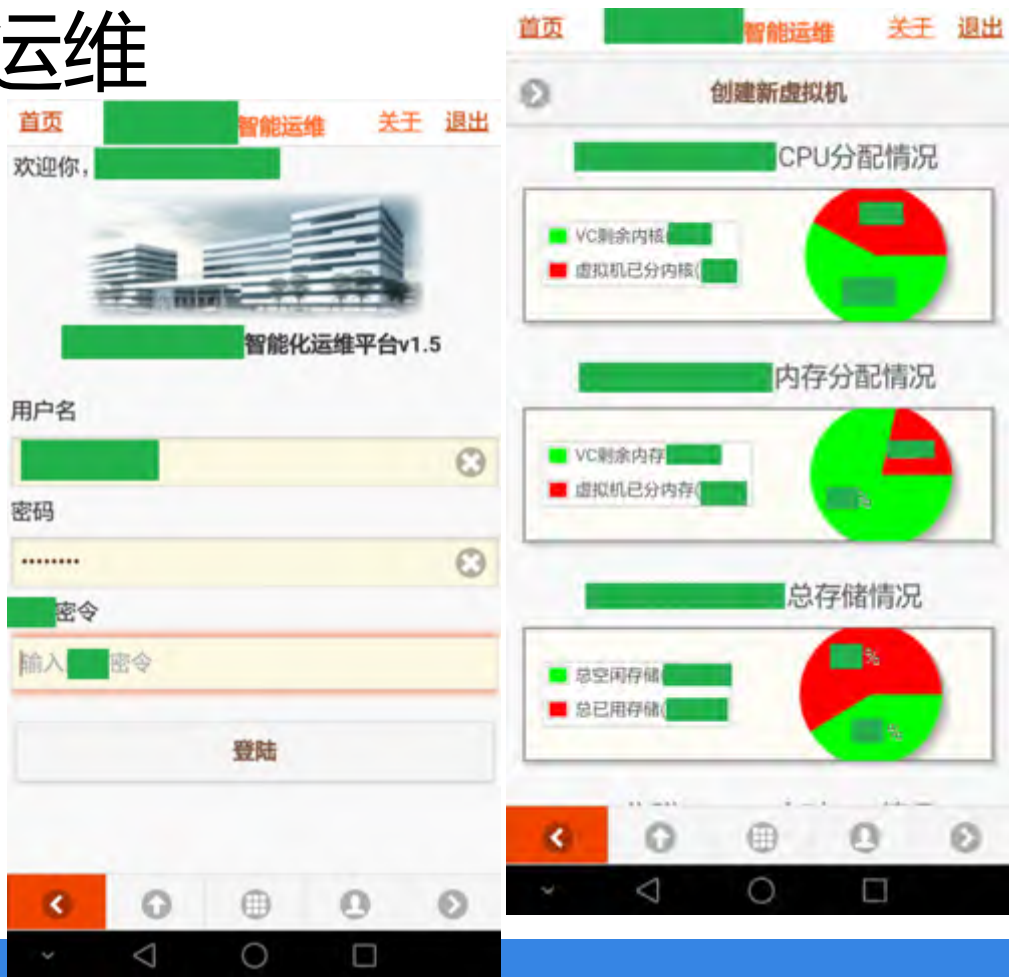 运维
首页 智能运维 关于 退出
欢迎你,
智能化运维平台v1.5
用户名
密码
........
密令
输入 密令
登陆
首页 智能运维 关于 退出
创建新虚拟机
CPU分配情况
VC剩余内核
虚拟机已分内核(
内存分配情况
VC剩余内存
虚拟机已分内存(
总存储情况
%
总空闲存储(
总已用存储(
%